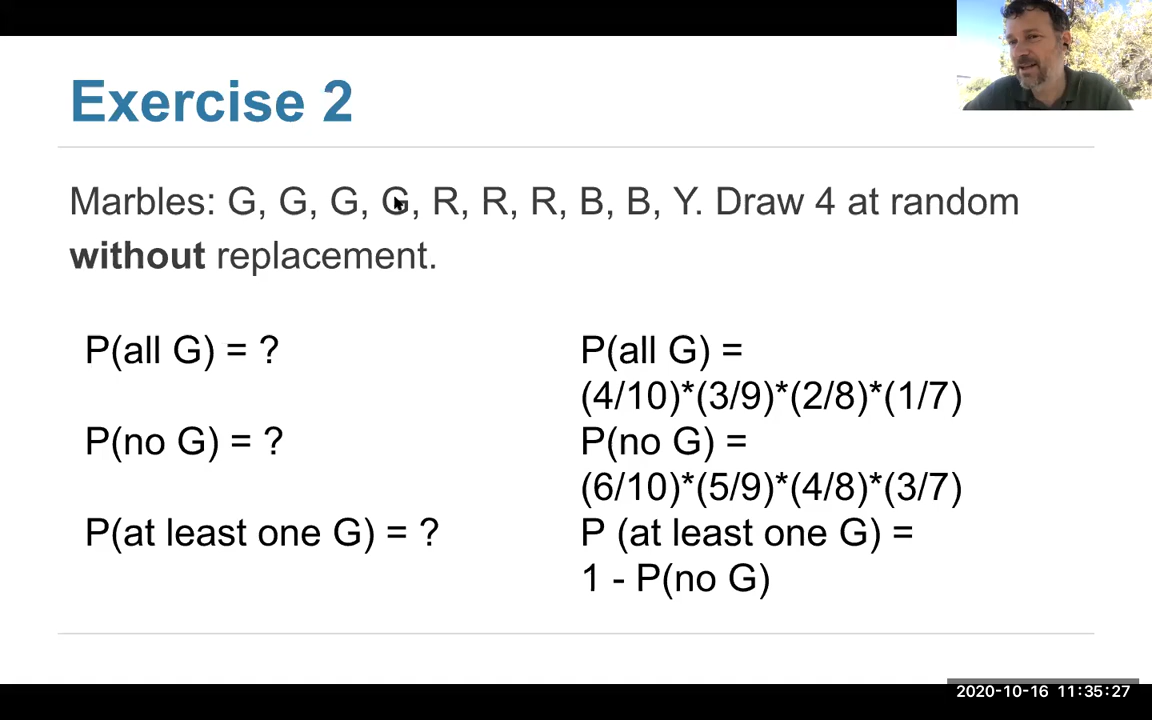 Exercise 2
Marbles: G, G, G, G, R, R, R, B, B, Y. Draw 4 at random
without replacement.
P(all G) = ?
P(no G) = ?
P(at least one G) = ?
P(all G) =
(4/10)*(3/9)*(2/8)*(1/7)
P(no G) =
(6/10)*(5/9)*(4/8)*(3/7)
P (at least one G) =
1 - P(no G)
2020-10-16 11:35:27